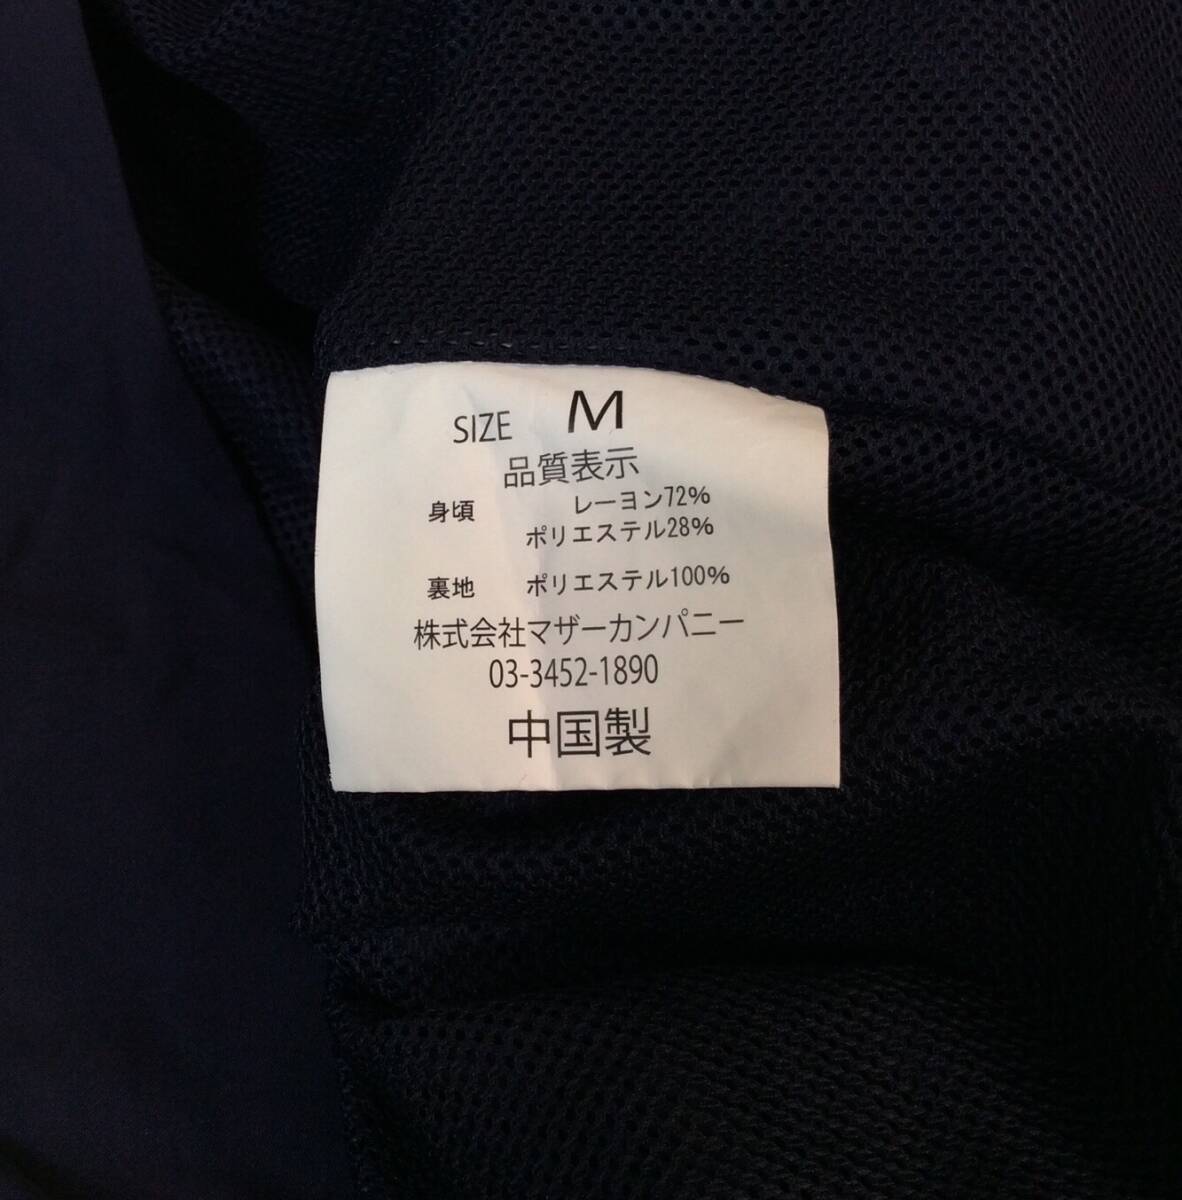 SIZE M
品質表示
身頃 レーヨン72%
ポリエステル28%
裏地 ポリエステル100%
株式会社マザーカンパニー
03-3452-1890
中国製